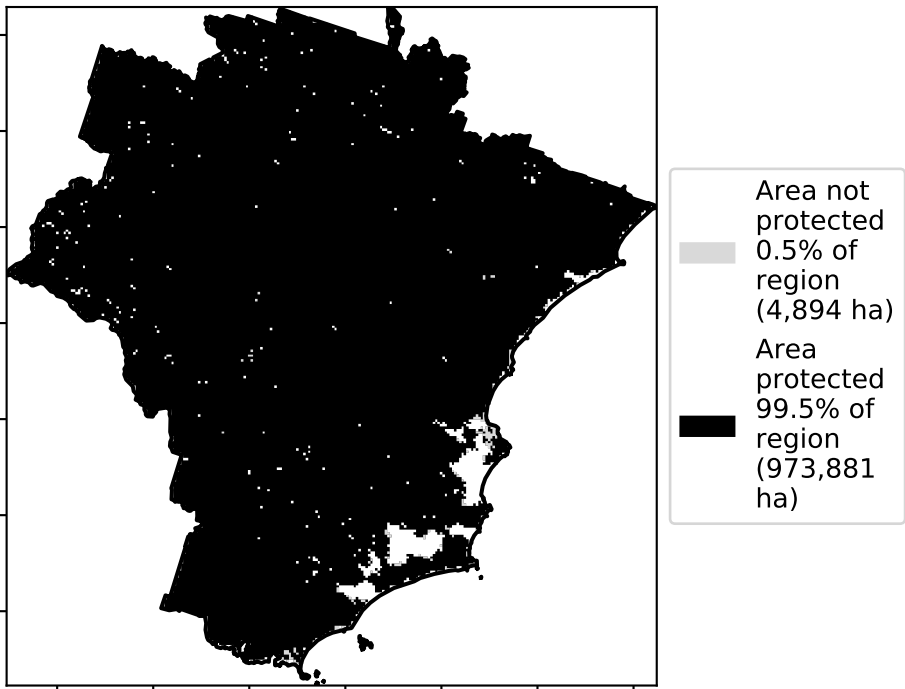 Area not
protected
0.5% of
region
(4,894 ha)
Area
protected
99.5% of
region
(973,881
ha)